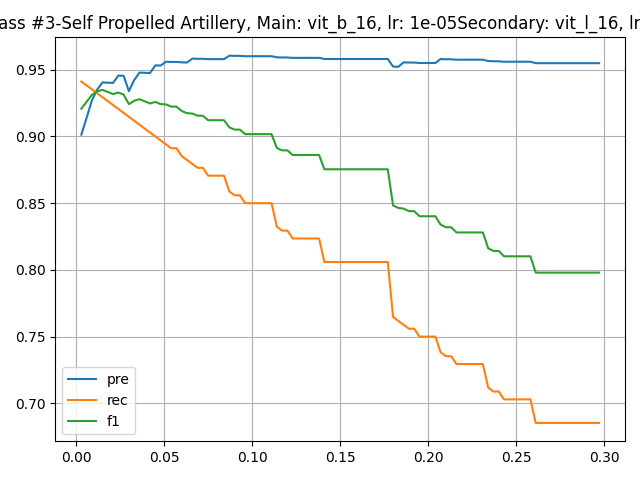 ass #3-Self Propelled Artillery, Main: vit_b_16, lr: 1e-05Secondary: vit_l_16, lr
0.95
0.90
0.85
0.80
0.75
0.70
pre
rec
f1
0.00 0.05 0.10 0.15 0.20 0.25 0.30